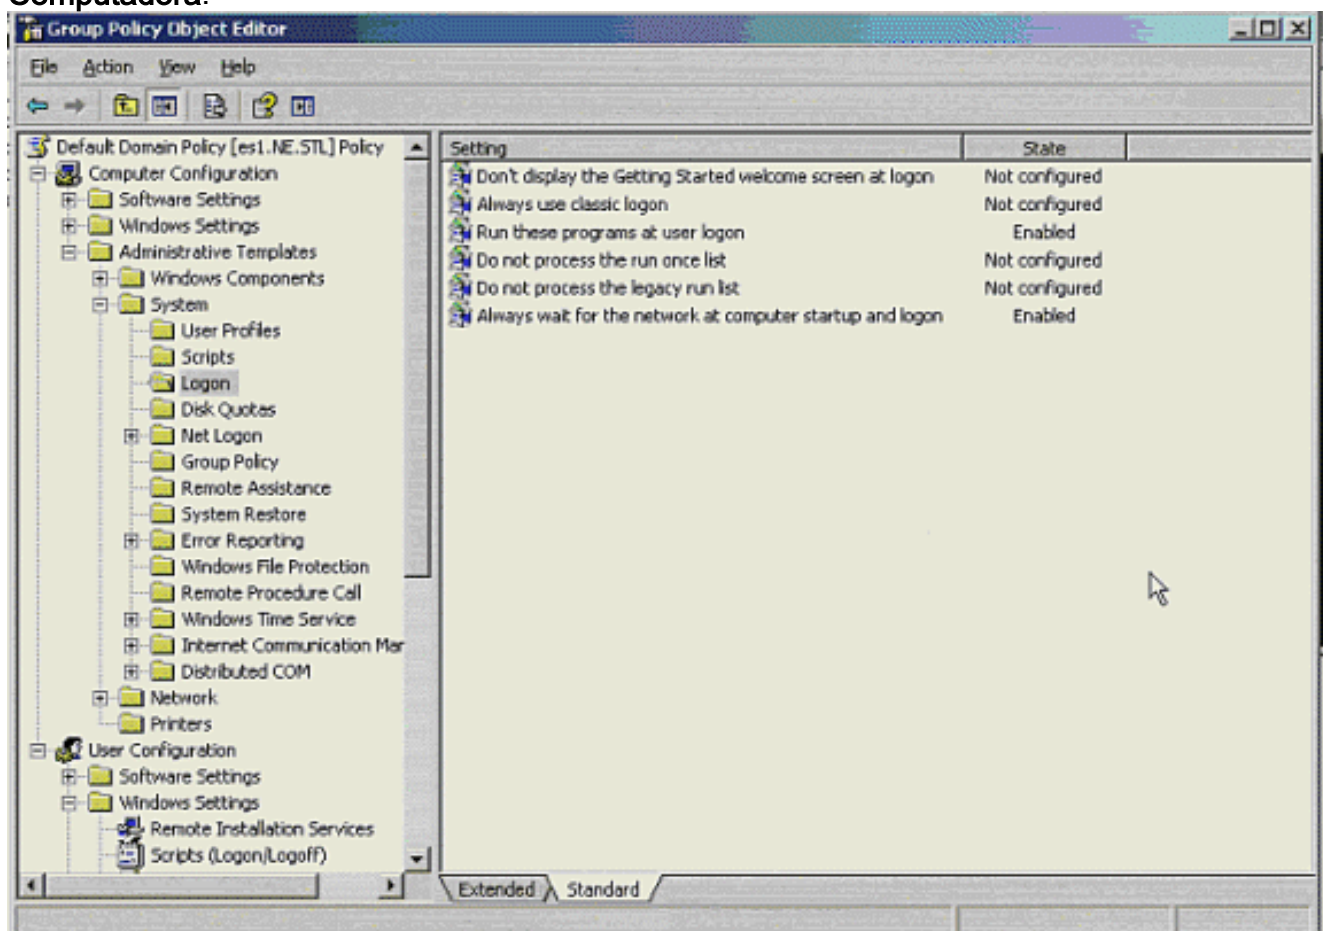 Computadora.
Group Policy Object Editor
File Action View Help
Default Domain Policy [es1.NE.STL] Policy
Computer Configuration
Software Settings
Windows Settings
Administrative Templates
Windows Components
System
User Profiles
Scripts
Logon
Disk Quotas
Net Logon
Group Policy
Remote Assistance
System Restore
Error Reporting
Windows File Protection
Remote Procedure Call
Windows Time Service
Internet Communication Mar
Distributed COM
Network
Printers
User Configuration
Software Settings
Windows Settings
Remote Installation Services
Scripts (Logon/Logoff)
Setting State
Don't display the Getting Started welcome screen at logon Not configured
Always use classic logon Not configured
Run these programs at user logon Enabled
Do not process the run once list Not configured
Do not process the legacy run list Not configured
Always wait for the network at computer startup and logon Enabled
Extended Standard